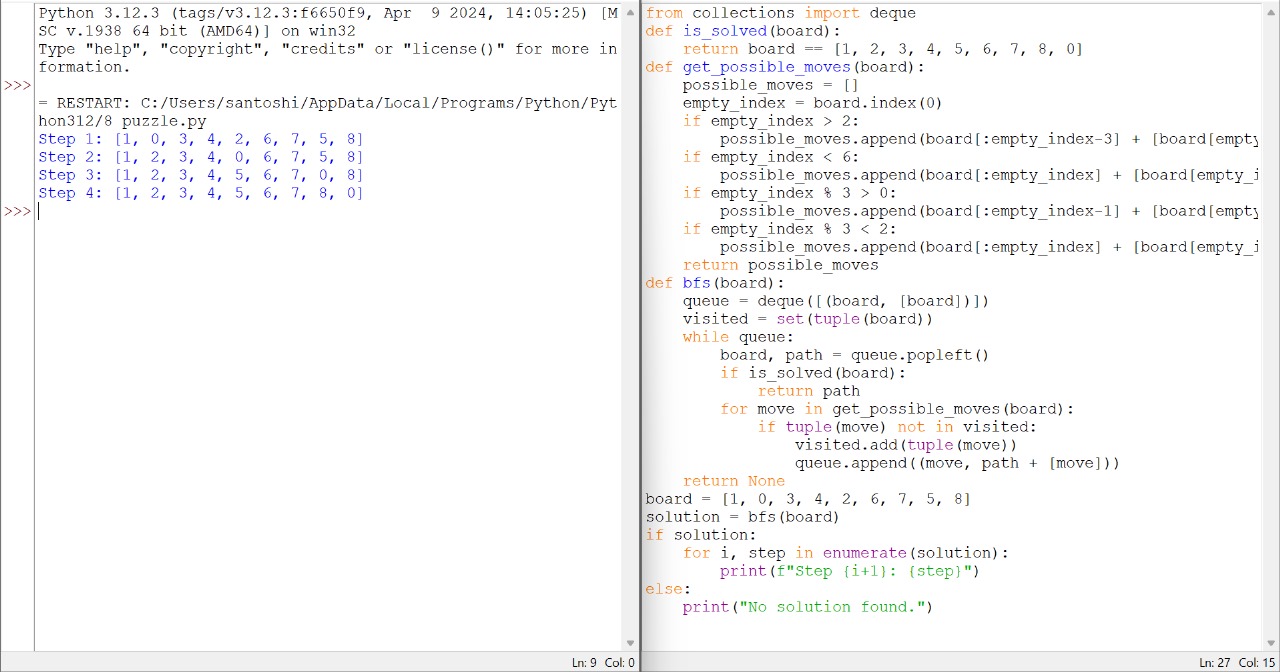 Python 3.12.3 (tags/v3.12.3:f6650f9, Apr  9 2024, 14:05:25) [M
SC v.1938 64 bit (AMD64)] on win32
Type "help", "copyright", "credits" or "license()" for more in
formation.
>>>
= RESTART: C:/Users/santoshi/AppData/Local/Programs/Python/Pyt
hon312/8 puzzle.py
Step 1: [1, 0, 3, 4, 2, 6, 7, 5, 8]
Step 2: [1, 2, 3, 4, 0, 6, 7, 5, 8]
Step 3: [1, 2, 3, 4, 5, 6, 7, 0, 8]
Step 4: [1, 2, 3, 4, 5, 6, 7, 8, 0]
>>>
Ln: 9 Col: 0
from collections import deque
def is_solved(board):
    return board == [1, 2, 3, 4, 5, 6, 7, 8, 0]
def get_possible_moves(board):
    possible_moves = []
    empty_index = board.index(0)
    if empty_index > 2:
        possible_moves.append(board[:empty_index-3] + [board[empty
    if empty_index < 6:
        possible_moves.append(board[:empty_index] + [board[empty_i
    if empty_index % 3 > 0:
        possible_moves.append(board[:empty_index-1] + [board[empty
    if empty_index % 3 < 2:
        possible_moves.append(board[:empty_index] + [board[empty_i
    return possible_moves
def bfs(board):
    queue = deque([(board, [board])])
    visited = set(tuple(board))
    while queue:
        board, path = queue.popleft()
        if is_solved(board):
            return path
        for move in get_possible_moves(board):
            if tuple(move) not in visited:
                visited.add(tuple(move))
                queue.append((move, path + [move]))
    return None
board = [1, 0, 3, 4, 2, 6, 7, 5, 8]
solution = bfs(board)
if solution:
    for i, step in enumerate(solution):
        print(f"Step {i+1}: {step}")
else:
    print("No solution found.")
Ln: 27 Col: 15